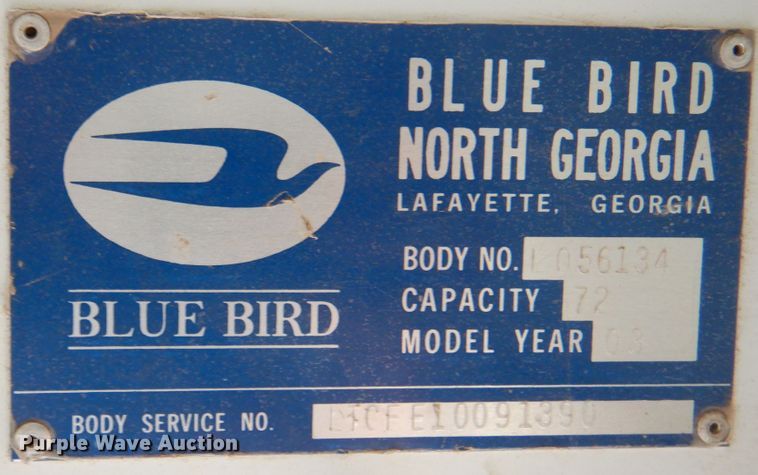 BLUE BIRD
NORTH GEORGIA
LAFAYETTE, GEORGIA
BODY NO. L056134
CAPACITY 72
MODEL YEAR 03
BLUE BIRD
BODY SERVICE NO.
Purple Wave Auction